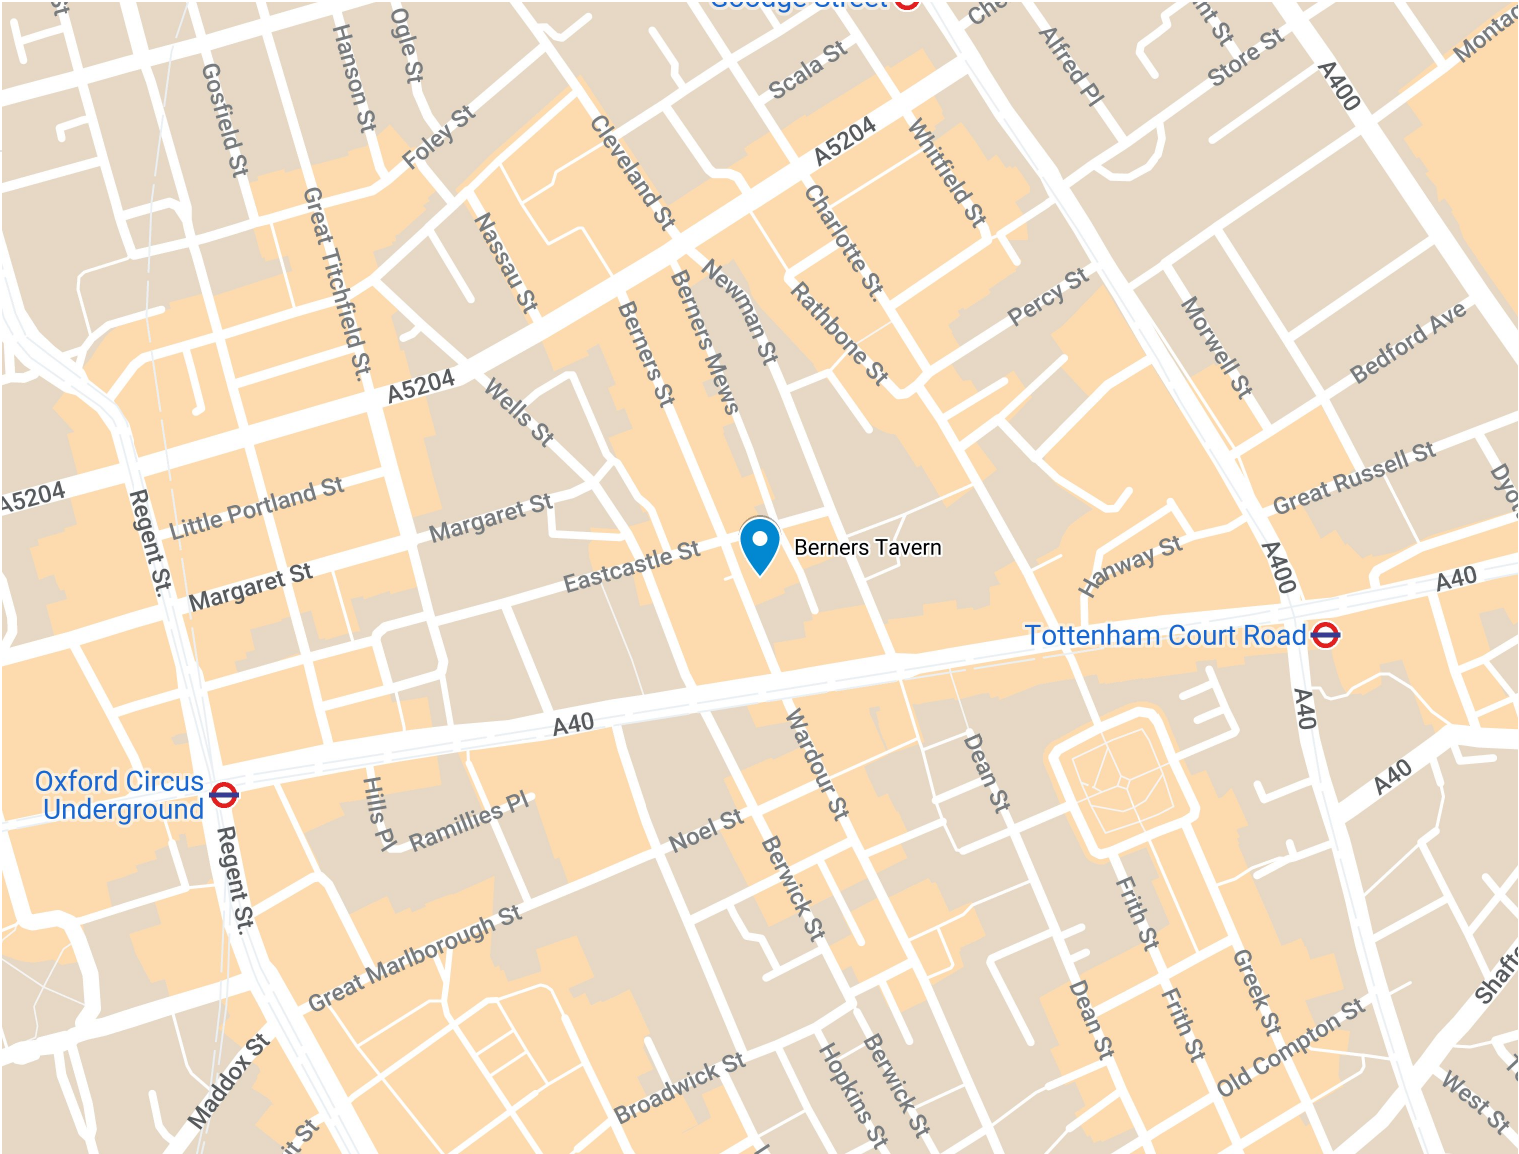 Goodge Street
Ogle St
Hanson St
Gosfield St
Foley St
Scala St
Alfred Pl
Store St
A400
Cleveland St
A5204
Whitfield St
Great Titchfield St.
Nassau St
Charlotte St.
Newman St
Berners Mews
Berners St
Rathbone St
Percy St
Morwell St
Bedford Ave
A5204
Wells St
A5204
Regent St.
Little Portland St
Margaret St
Great Russell St
Margaret St
Eastcastle St
Berners Tavern
Hanway St
A400
A40
Tottenham Court Road
A40
A40
Wardour St
Dean St
Oxford Circus
Underground
A40
Hills Pl
Ramillies Pl
Noel St
Regent St.
Berwick St
Frith St
Great Marlborough St
Greek St
Dean St
Frith St
Old Compton St
Maddox St
Broadwick St
Hopkins St
Berwick St
West St